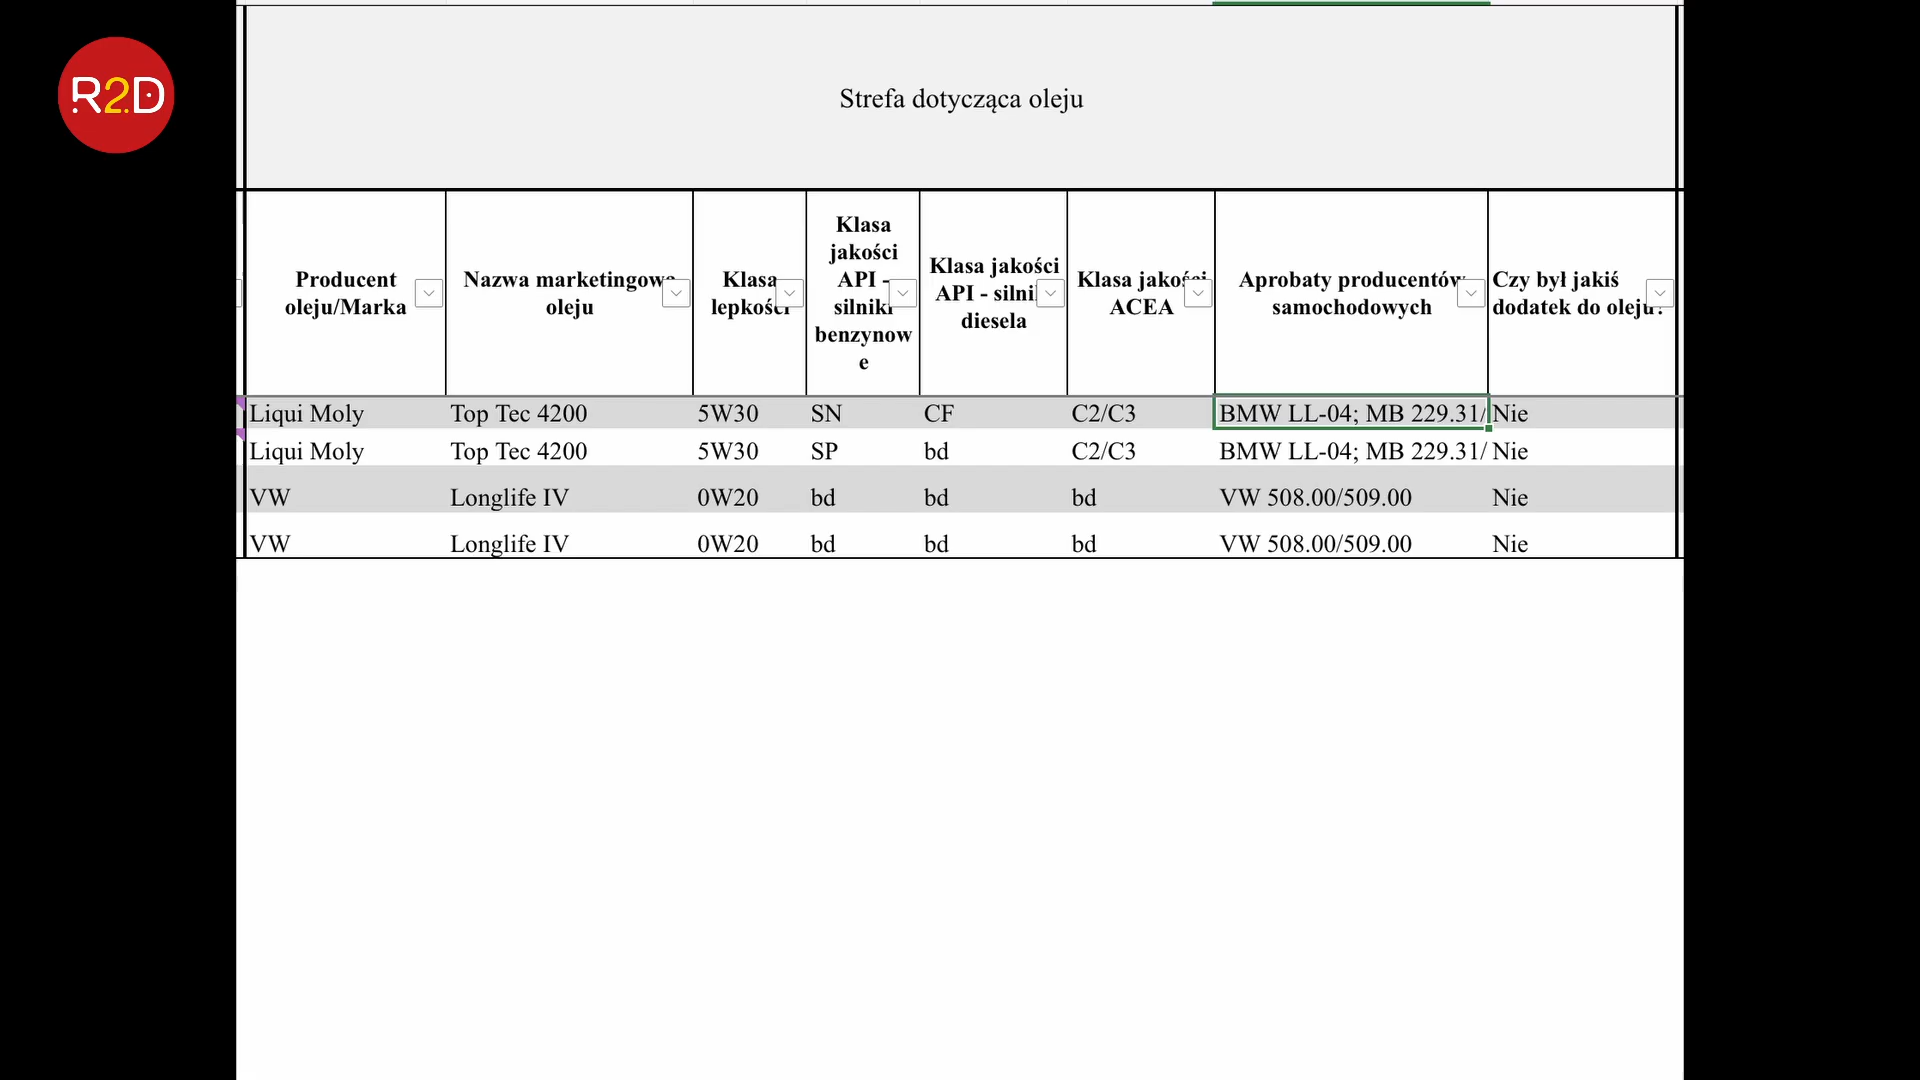 R2D
Strefa dotycząca oleju
Producent
oleju/Marka
Nazwa marketingowa
oleju
Klasa
lepkości
Klasa
jakości
API -
silniki
benzynow
e
Klasa jakości
API - silniki
diesela
Klasa jakości
ACEA
Aprobaty producentów
samochodowych
Czy był jakiś
dodatek do oleju?
Liqui Moly Top Tec 4200 5W30 SN CF C2/C3 BMW LL-04; MB 229.31/ Nie
Liqui Moly Top Tec 4200 5W30 SP bd C2/C3 BMW LL-04; MB 229.31/ Nie
VW Longlife IV 0W20 bd bd bd VW 508.00/509.00 Nie
VW Longlife IV 0W20 bd bd bd VW 508.00/509.00 Nie